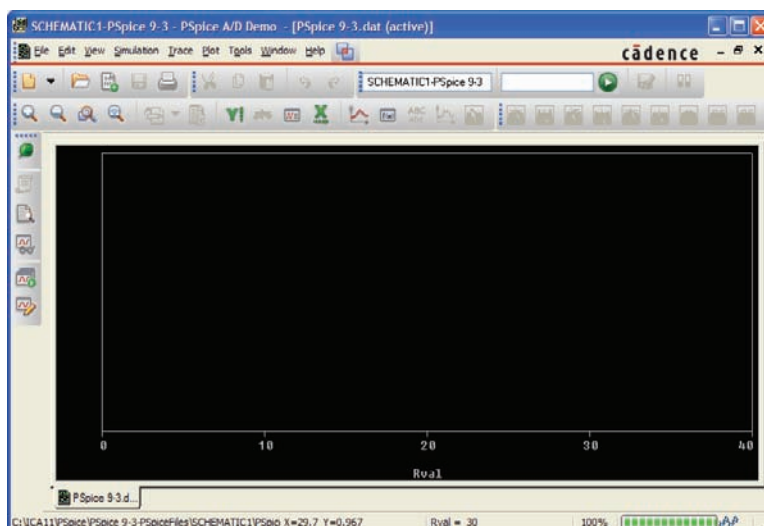 SCHEMATIC1-PSpice 9-3 - PSpice A/D Demo - [PSpice 9-3.dat (active)]
File Edit View Simulation Trace Plot Tools Window Help
cādence
SCHEMATIC1-PSpice 9-3
0 10 20 30 40
Rval
PSpice 9-3.d...
C:\ICA11\PSpice\PSpice 9-3-PSpiceFiles\SCHEMATIC1\PSpio X=29.7 Y=0.967 Rval = 30 100%